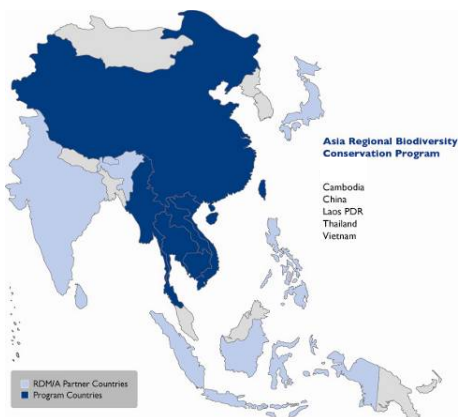 Asia Regional Biodiversity
Conservation Program
Cambodia
China
Laos PDR
Thailand
Vietnam
RDM/A Partner Countries
Program Countries